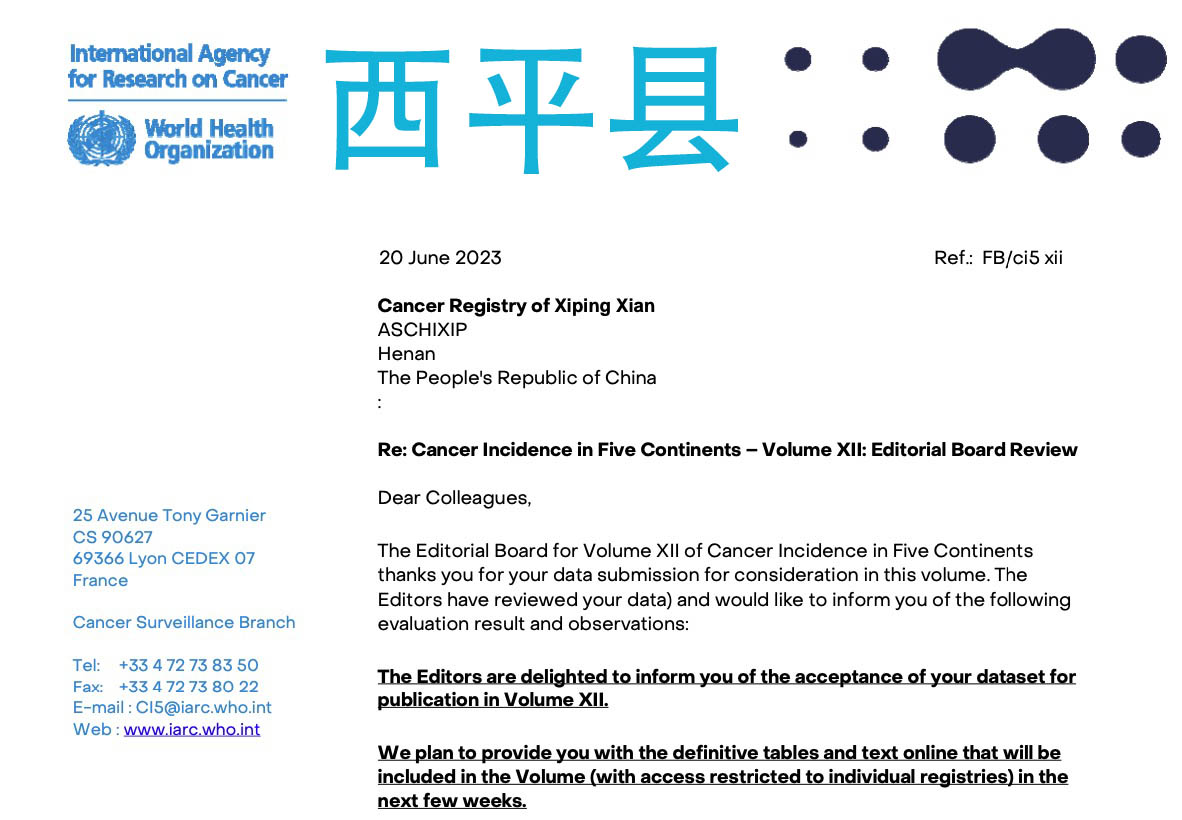 International Agency
for Research on Cancer
World Health
Organization
西平县
20 June 2023
Ref.: FB/ci5 xii
Cancer Registry of Xiping Xian
ASCHIXIP
Henan
The People's Republic of China
:
Re: Cancer Incidence in Five Continents – Volume XII: Editorial Board Review
Dear Colleagues,
The Editorial Board for Volume XII of Cancer Incidence in Five Continents
thanks you for your data submission for consideration in this volume. The
Editors have reviewed your data) and would like to inform you of the following
evaluation result and observations:
The Editors are delighted to inform you of the acceptance of your dataset for
publication in Volume XII.
We plan to provide you with the definitive tables and text online that will be
included in the Volume (with access restricted to individual registries) in the
next few weeks.
25 Avenue Tony Garnier
CS 90627
69366 Lyon CEDEX 07
France
Cancer Surveillance Branch
Tel: +33 4 72 73 83 50
Fax: +33 4 72 73 80 22
E-mail : CI5@iarc.who.int
Web : www.iarc.who.int